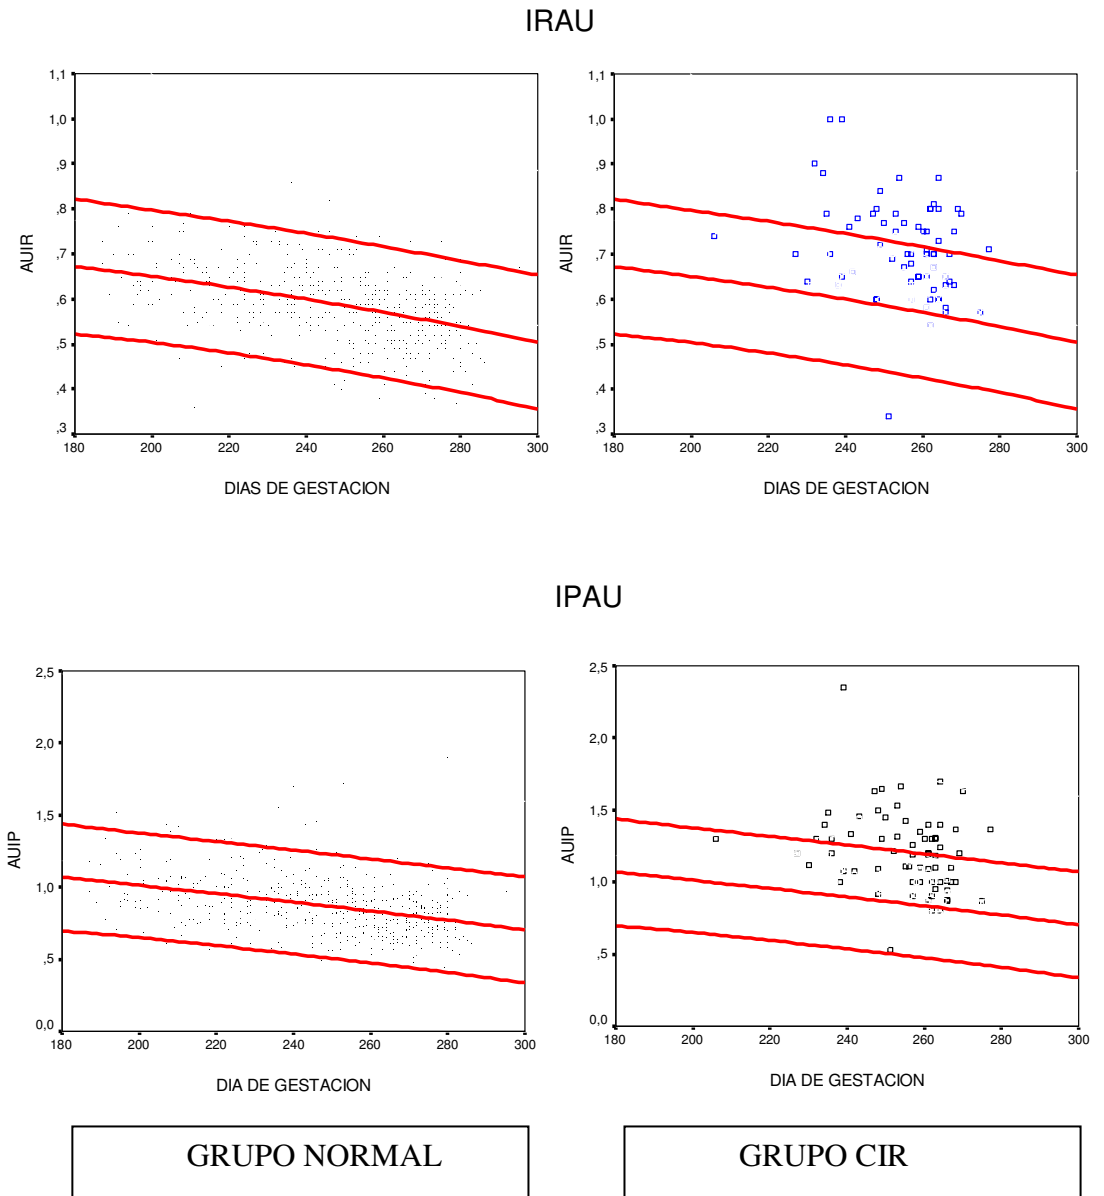 IRAU
1,1
1,0
,9
,8
,7
,6
,5
,4
,3
AUIR
180 200 220 240 260 280 300
DIAS DE GESTACION
1,1
1,0
,9
,8
,7
,6
,5
,4
,3
AUIR
180 200 220 240 260 280 300
DIAS DE GESTACION
IPAU
2,5
2,0
1,5
1,0
,5
0,0
AUIP
180 200 220 240 260 280 300
DIA DE GESTACION
2,5
2,0
1,5
1,0
,5
0,0
AUIP
180 200 220 240 260 280 300
DIA DE GESTACION
GRUPO NORMAL
GRUPO CIR